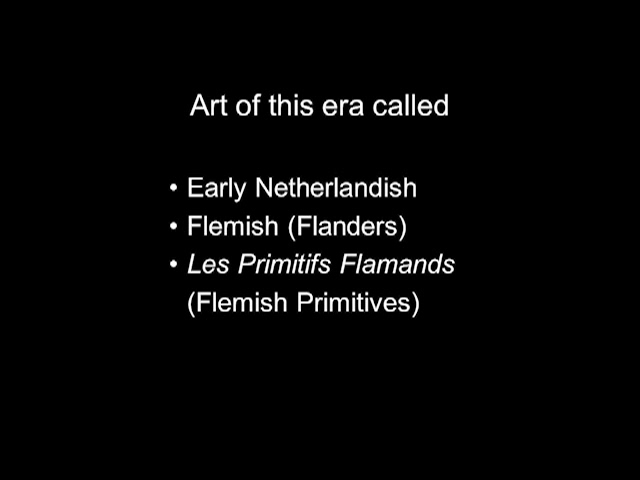 Art of this era called
• Early Netherlandish
• Flemish (Flanders)
• Les Primitifs Flamands
(Flemish Primitives)